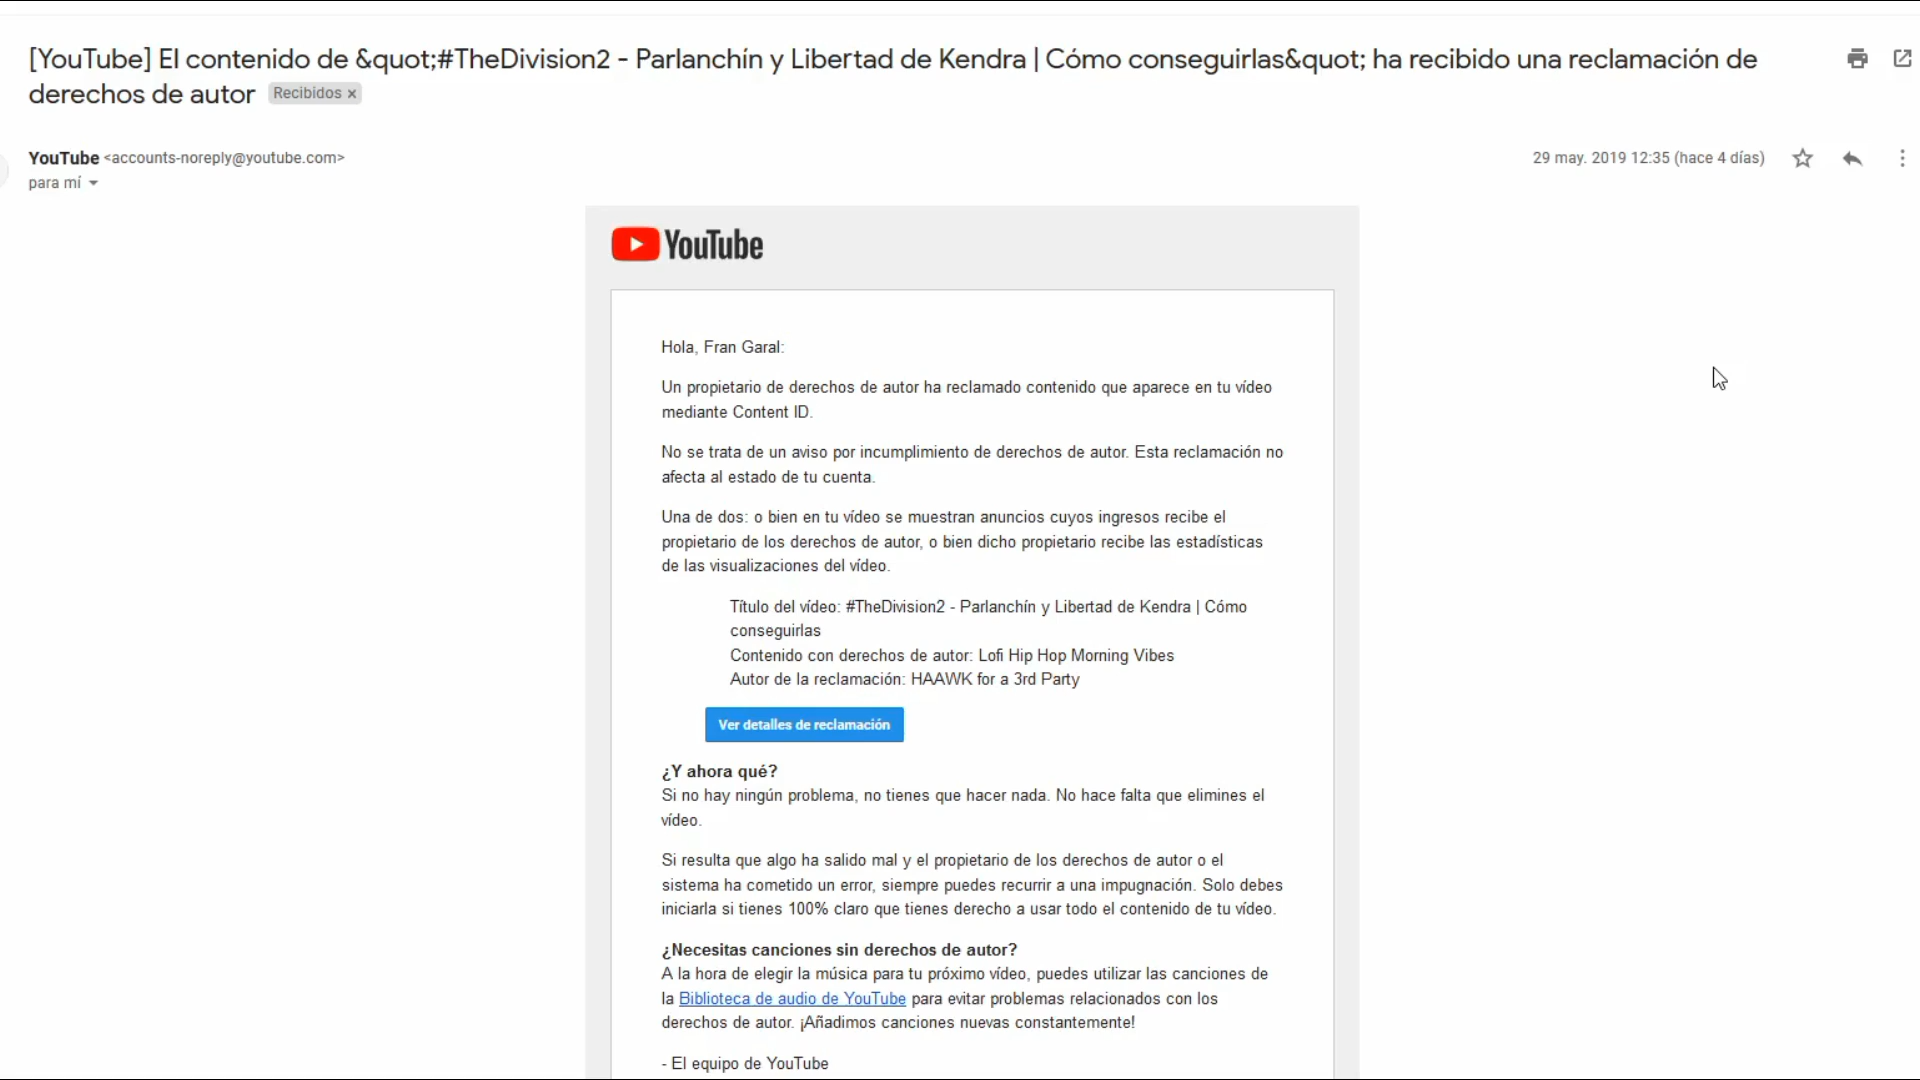 [YouTube] El contenido de &quot;#TheDivision2 - Parlanchín y Libertad de Kendra | Cómo conseguirlas&quot; ha recibido una reclamación de
derechos de autor Recibidos x
YouTube <accounts-noreply@youtube.com>
29 may. 2019 12:35 (hace 4 días)
para mí
YouTube
Hola, Fran Garal:
Un propietario de derechos de autor ha reclamado contenido que aparece en tu vídeo
mediante Content ID.
No se trata de un aviso por incumplimiento de derechos de autor. Esta reclamación no
afecta al estado de tu cuenta.
Una de dos: o bien en tu vídeo se muestran anuncios cuyos ingresos recibe el
propietario de los derechos de autor, o bien dicho propietario recibe las estadísticas
de las visualizaciones del vídeo.
Título del vídeo: #TheDivision2 - Parlanchín y Libertad de Kendra | Cómo
conseguirlas
Contenido con derechos de autor: Lofi Hip Hop Morning Vibes
Autor de la reclamación: HAAWK for a 3rd Party
Ver detalles de reclamación
¿Y ahora qué?
Si no hay ningún problema, no tienes que hacer nada. No hace falta que elimines el
vídeo.
Si resulta que algo ha salido mal y el propietario de los derechos de autor o el
sistema ha cometido un error, siempre puedes recurrir a una impugnación. Solo debes
iniciarla si tienes 100% claro que tienes derecho a usar todo el contenido de tu vídeo.
¿Necesitas canciones sin derechos de autor?
A la hora de elegir la música para tu próximo vídeo, puedes utilizar las canciones de
la Biblioteca de audio de YouTube para evitar problemas relacionados con los
derechos de autor. ¡Añadimos canciones nuevas constantemente!
- El equipo de YouTube